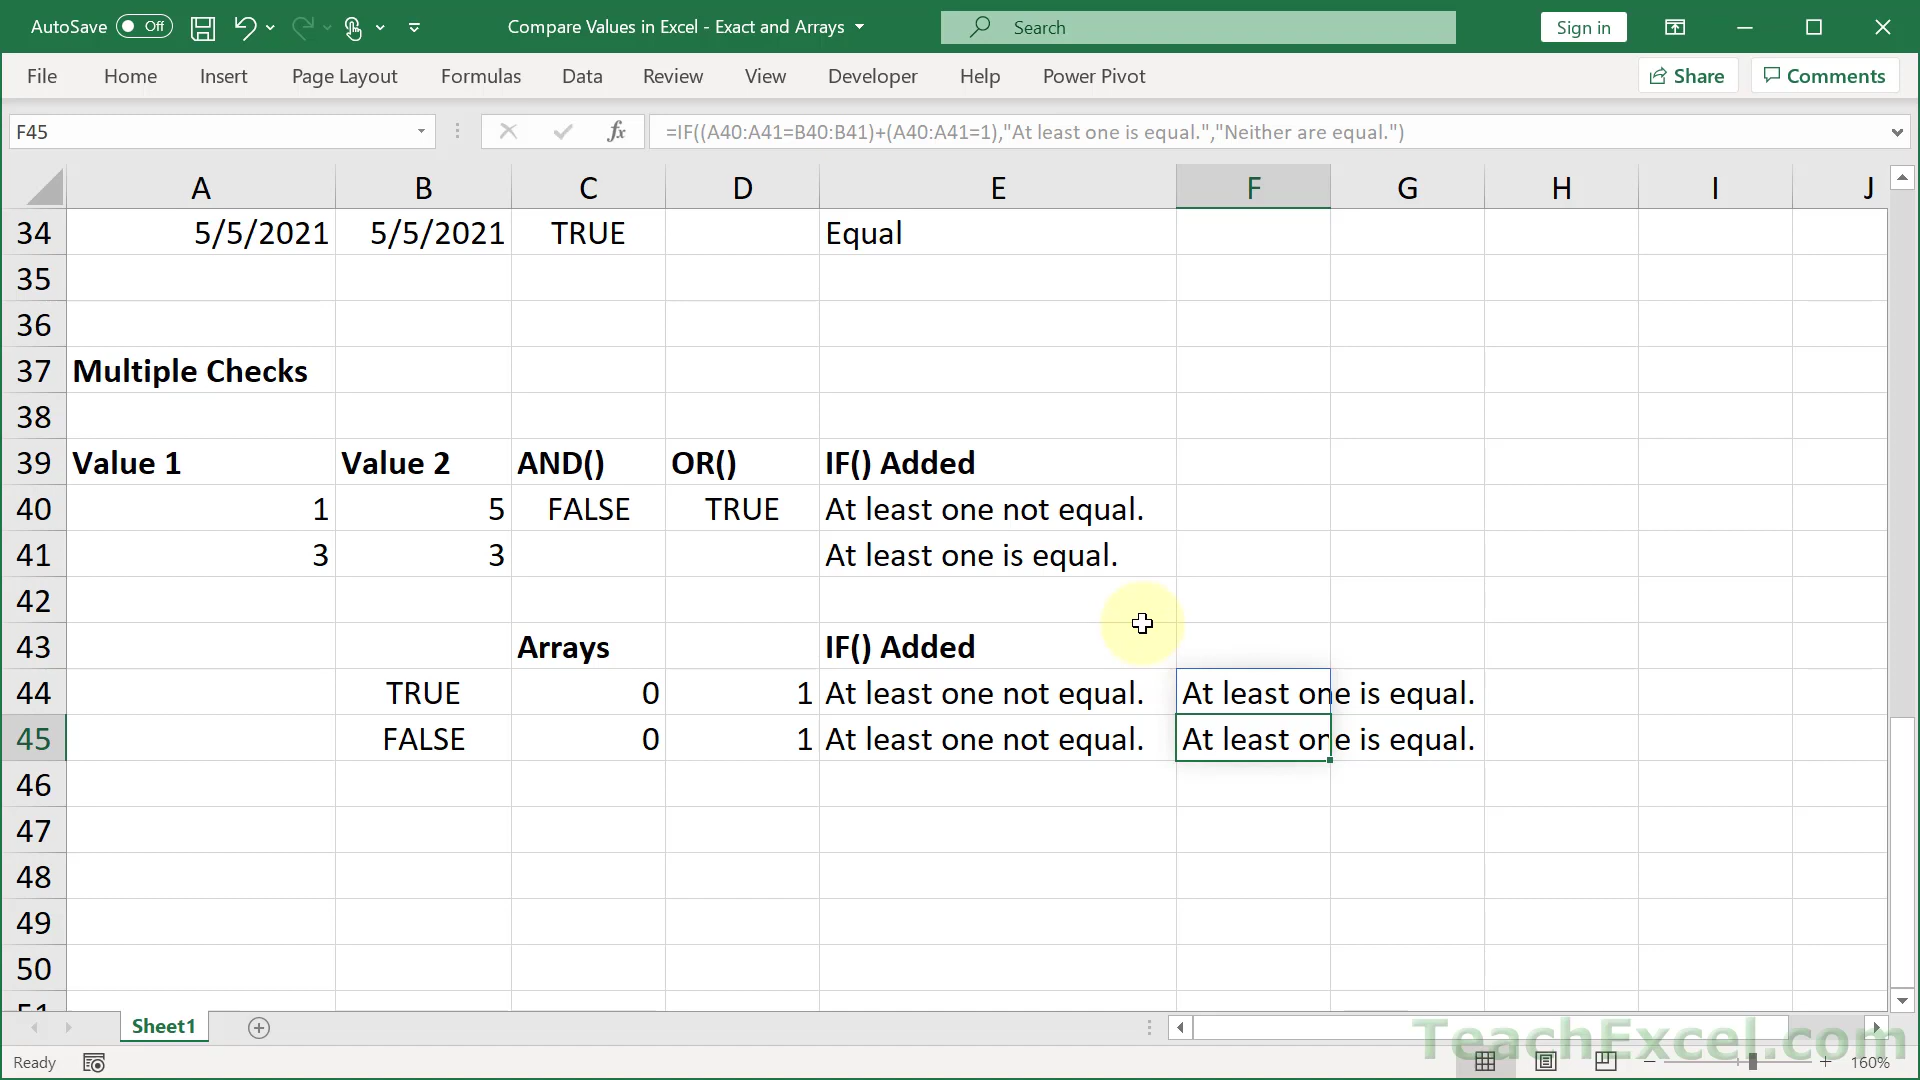 AutoSave Off Compare Values in Excel - Exact and Arrays Search Sign in
File Home Insert Page Layout Formulas Data Review View Developer Help Power Pivot Share Comments
F45 fx =IF((A40:A41=B40:B41)+(A40:A41=1),"At least one is equal.","Neither are equal.")
A B C D E F G H I J
34 5/5/2021 5/5/2021 TRUE Equal
35
36
37 Multiple Checks
38
39 Value 1 Value 2 AND() OR() IF() Added
40 1 5 FALSE TRUE At least one not equal.
41 3 3 At least one is equal.
42
43 Arrays IF() Added
44 TRUE 0 1 At least one not equal. At least one is equal.
45 FALSE 0 1 At least one not equal. At least one is equal.
46
47
48
49
50
51
Sheet1
TeachExcel.com
Ready 160%